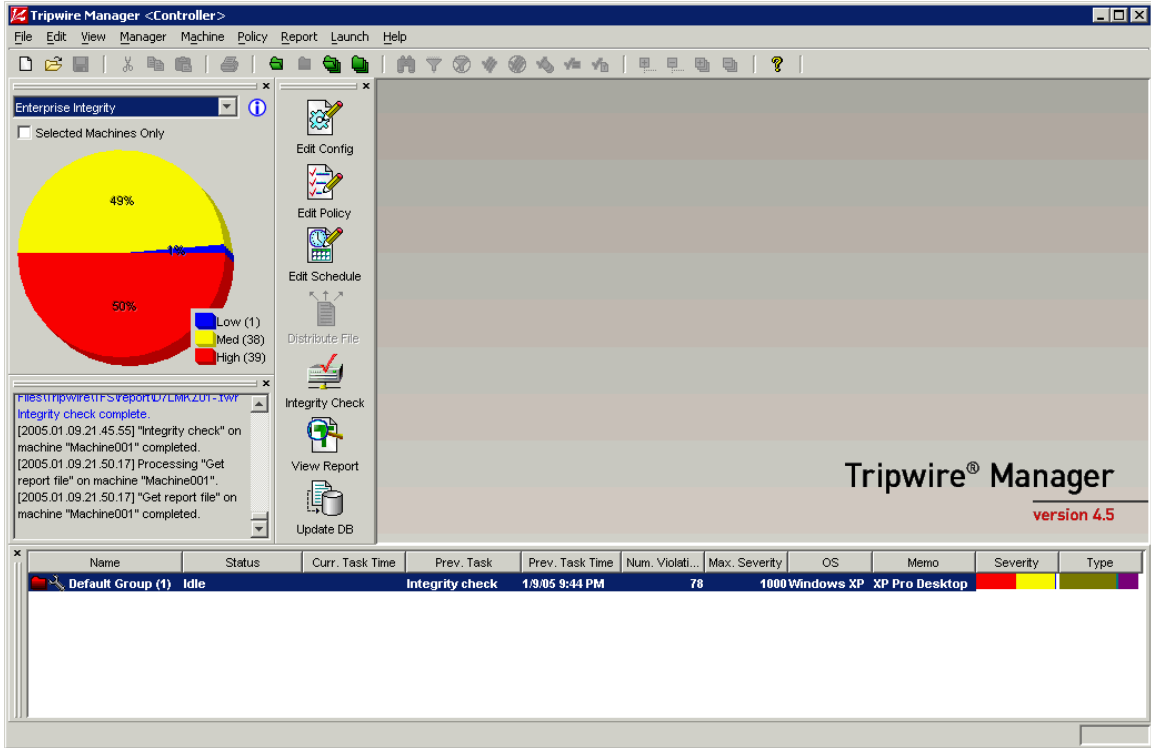 Tripwire Manager <Controller>
File Edit View Manager Machine Policy Report Launch Help
Enterprise Integrity
Selected Machines Only
49%
1%
50%
Low (1)
Med (38)
High (39)
Integrity check complete.
[2005.01.09.21.45.55] "Integrity check" on
machine "Machine001" completed.
[2005.01.09.21.50.17] Processing "Get
report file" on machine "Machine001".
[2005.01.09.21.50.17] "Get report file" on
machine "Machine001" completed.
Edit Config
Edit Policy
Edit Schedule
Distribute File
Integrity Check
View Report
Update DB
Tripwire® Manager
version 4.5
Name Status Curr. Task Time Prev. Task Prev. Task Time Num. Violati... Max. Severity OS Memo Severity Type
Default Group (1) Idle Integrity check 1/9/05 9:44 PM 78 1000 Windows XP XP Pro Desktop